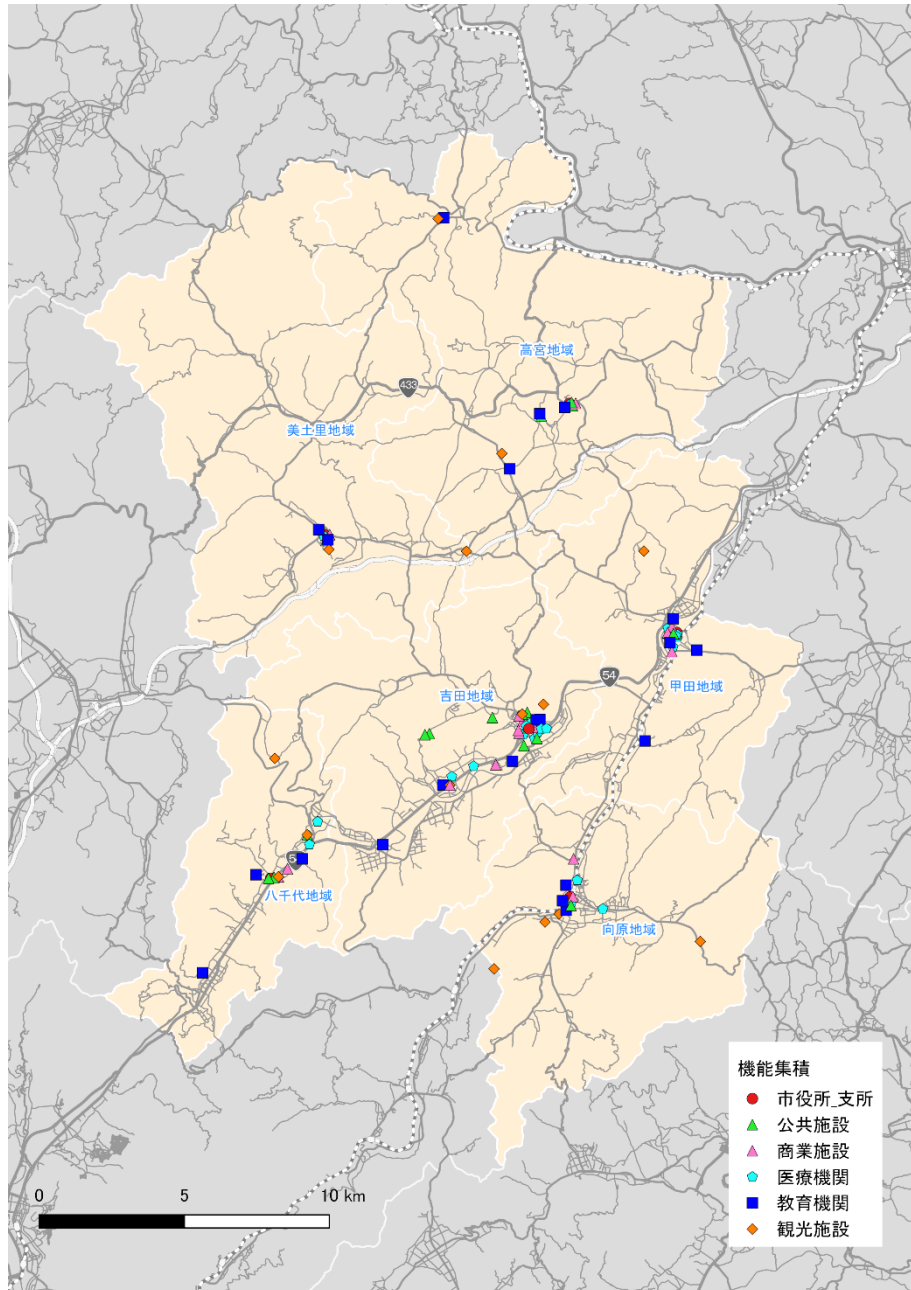 高宮地域
433
美土里地域
54
甲田地域
吉田地域
八千代地域
向原地域
機能集積
市役所_支所
公共施設
商業施設
医療機関
教育機関
観光施設
0 5 10 km